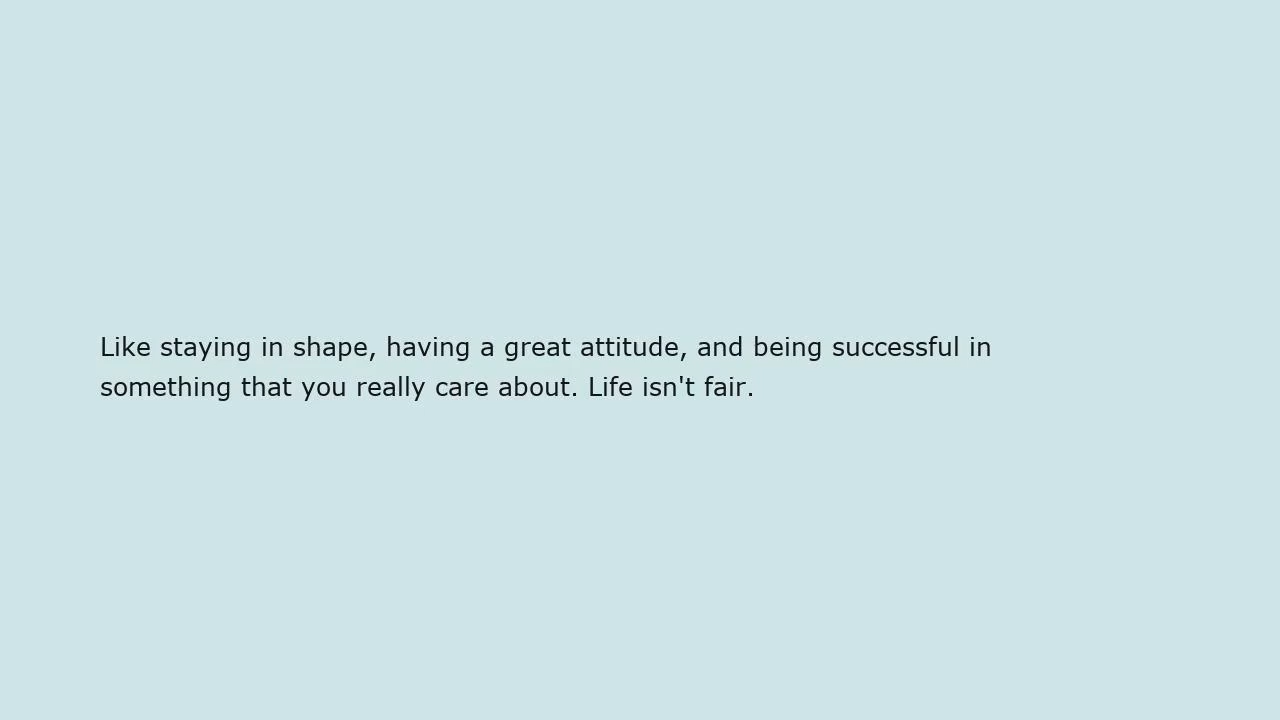 Like staying in shape, having a great attitude, and being successful in
something that you really care about. Life isn't fair.